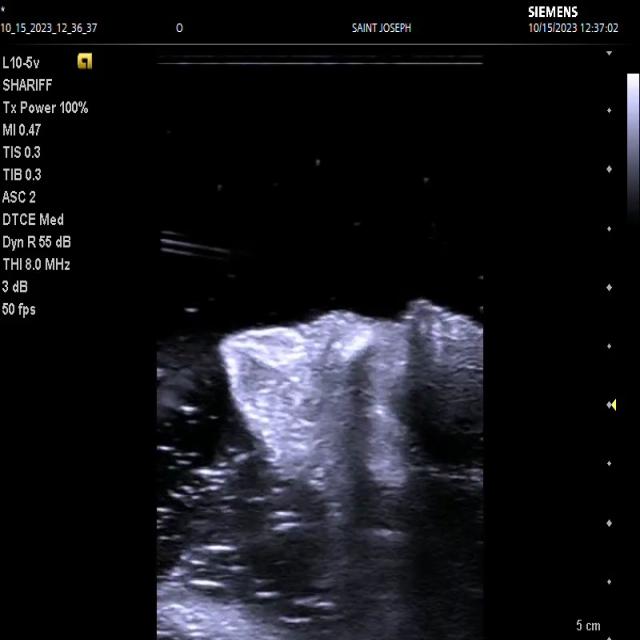 SIEMENS
10_15_2023_12_36_37 O SAINT JOSEPH 10/15/2023 12:37:02
L10-5v
SHARIFF
Tx Power 100%
MI 0.47
TIS 0.3
TIB 0.3
ASC 2
DTCE Med
Dyn R 55 dB
THI 8.0 MHz
3 dB
50 fps
5 cm